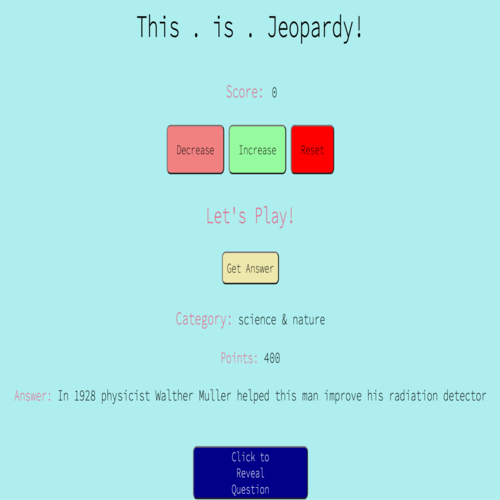 This . is . Jeopardy!
Score: 0
Decrease Increase Reset
Let's Play!
Get Answer
Category: science & nature
Points: 400
Answer: In 1928 physicist Walther Muller helped this man improve his radiation detector
Click to
Reveal
Question